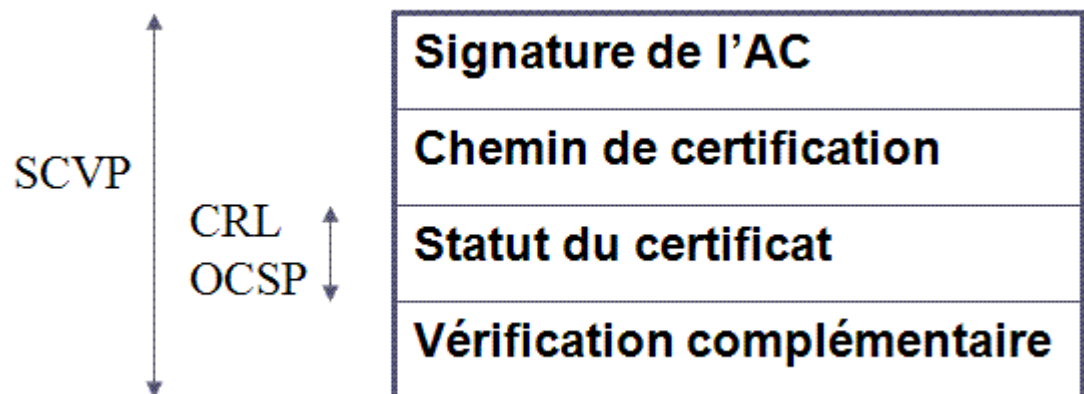 Signature de l’AC
Chemin de certification
SCVP
CRL
OCSP
Statut du certificat
Vérification complémentaire